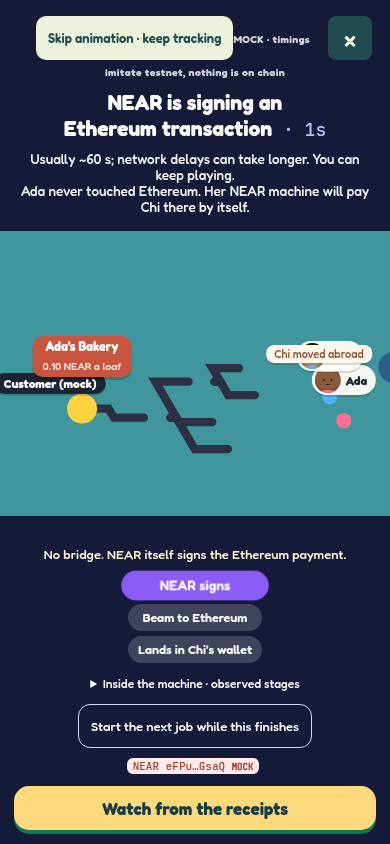 Skip animation · keep tracking
MOCK · timings
×
imitate testnet, nothing is on chain
NEAR is signing an
Ethereum transaction · 1s
Usually ~60 s; network delays can take longer. You can
keep playing.
Ada never touched Ethereum. Her NEAR machine will pay
Chi there by itself.
Ada's Bakery
0.10 NEAR a loaf
Chi moved abroad
Customer (mock)
Ada
No bridge. NEAR itself signs the Ethereum payment.
NEAR signs
Beam to Ethereum
Lands in Chi's wallet
▶ Inside the machine · observed stages
Start the next job while this finishes
NEAR eFPu…GsaQ MOCK
Watch from the receipts